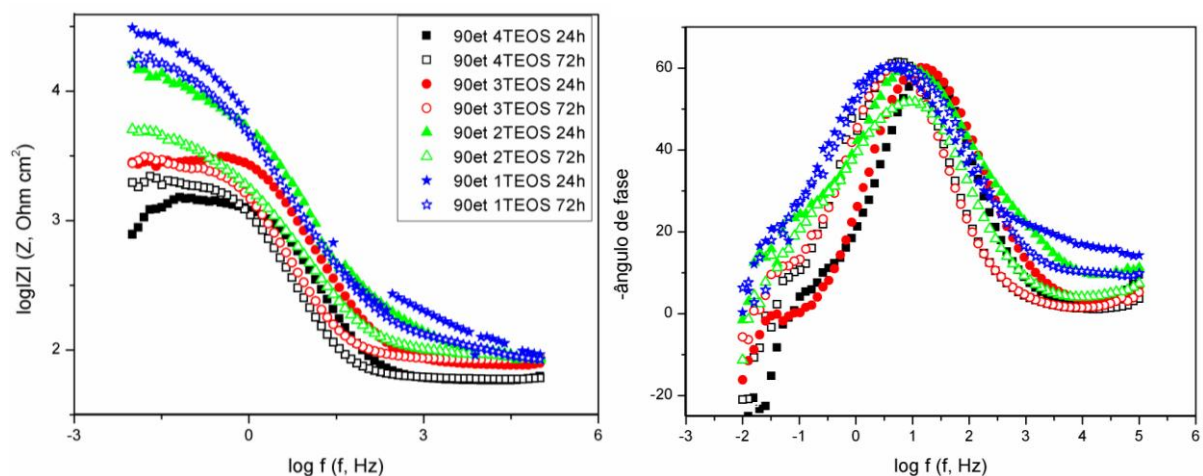 log|Z| (Z, Ohm cm²)
4
3
2
-3
0
3
6
log f (f, Hz)
90et 4TEOS 24h
90et 4TEOS 72h
90et 3TEOS 24h
90et 3TEOS 72h
90et 2TEOS 24h
90et 2TEOS 72h
90et 1TEOS 24h
90et 1TEOS 72h
-ângulo de fase
60
40
20
0
-20
-3
-2
-1
0
1
2
3
4
5
6
log f (f, Hz)